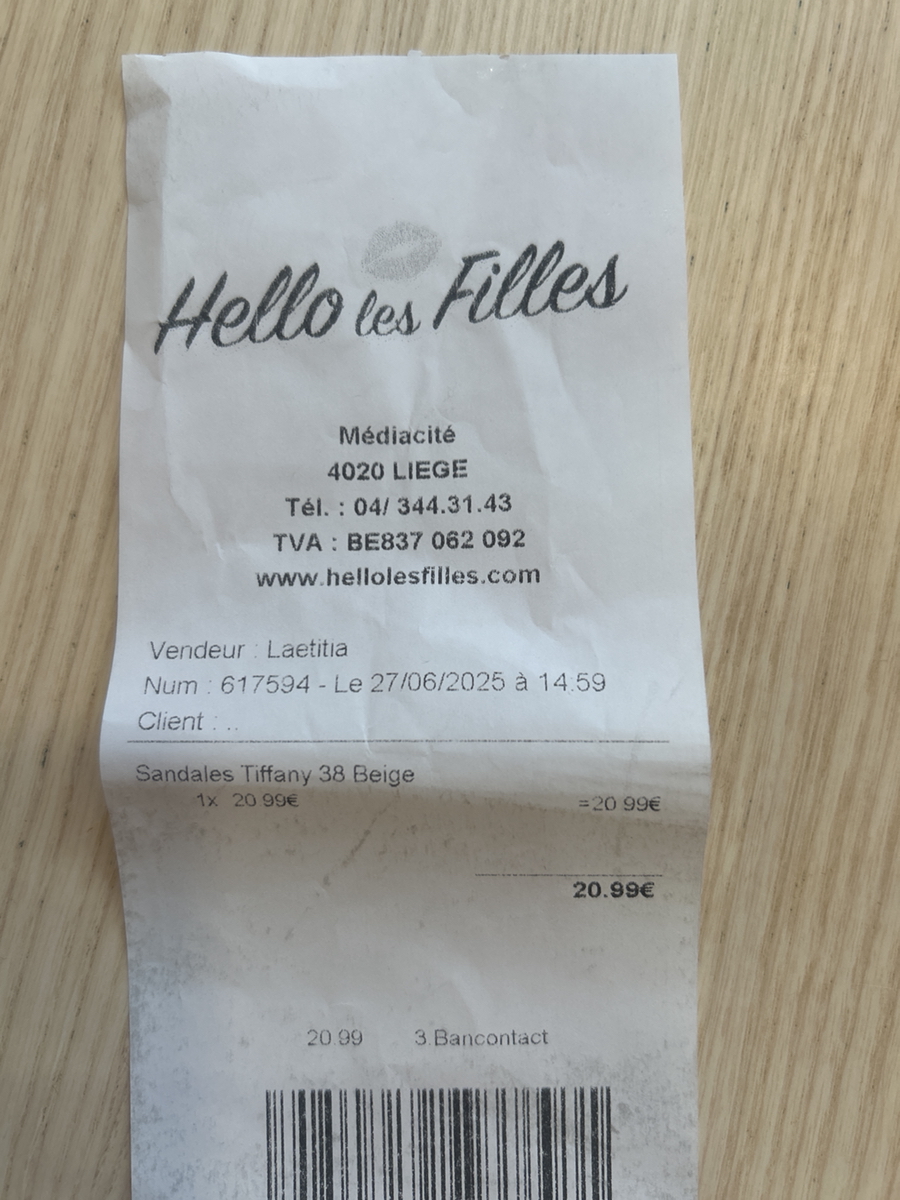 Hello les Filles
Médiacité
4020 LIEGE
Tél. : 04/ 344.31.43
TVA : BE837 062 092
www.hellolesfilles.com
Vendeur : Laetitia
Num : 617594 - Le 27/06/2025 à 14:59
Client : ..
Sandales Tiffany 38 Beige
1x 20.99€ =20.99€
20.99€
20.99 3.Bancontact